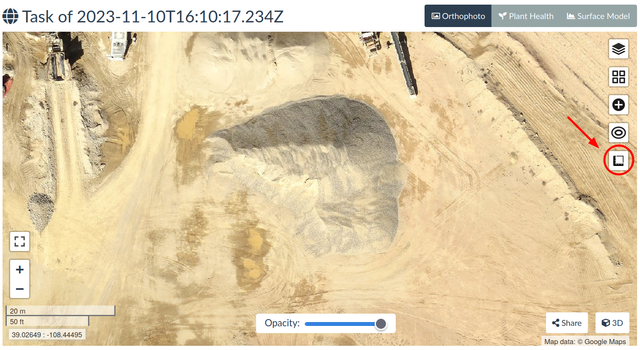 Task of 2023-11-10T16:10:17.234Z
Orthophoto Plant Health Surface Model
+
−
20 m
50 ft
39.02649 : -108.44495
Opacity:
Share 3D
Map data: © Google Maps